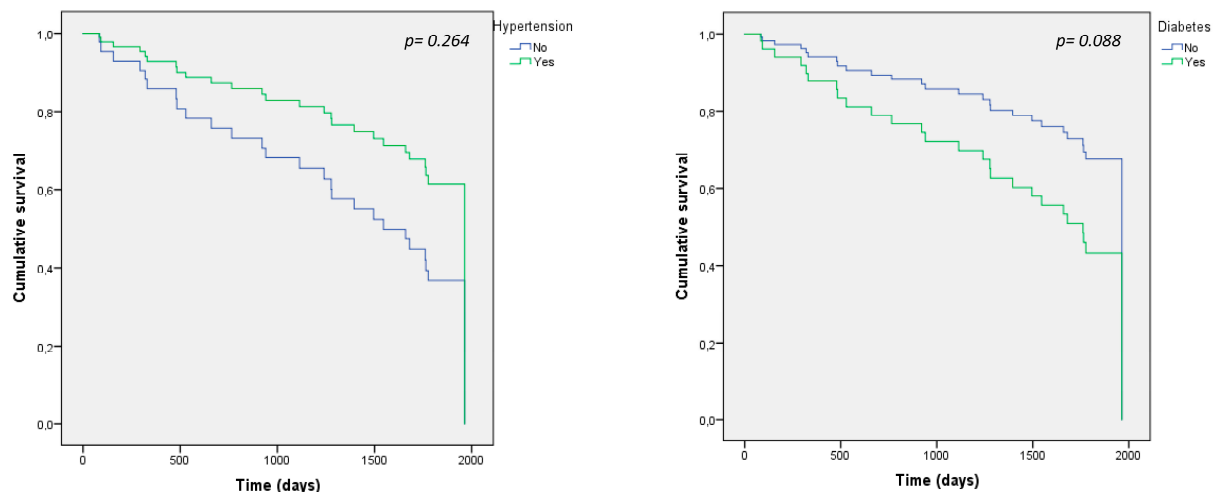 Hypertension
No
Yes
p= 0.264
1,0
0,8
0,6
0,4
0,2
0,0
Cumulative survival
0
500
1000
1500
2000
Time (days)
Diabetes
No
Yes
p= 0.088
1,0
0,8
0,6
0,4
0,2
0,0
Cumulative survival
0
500
1000
1500
2000
Time (days)